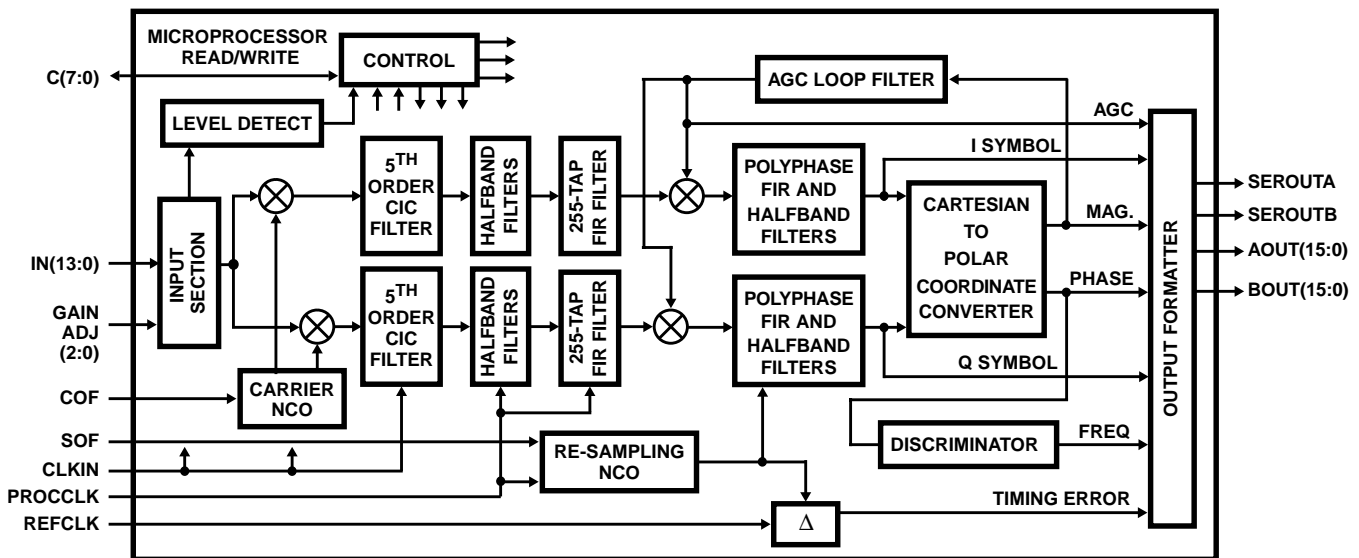 MICROPROCESSOR
READ/WRITE
C(7:0)
CONTROL
AGC LOOP FILTER
LEVEL DETECT
AGC
I SYMBOL
5TH
ORDER
CIC
FILTER
HALFBAND
FILTERS
255-TAP
FIR FILTER
POLYPHASE
FIR AND
HALFBAND
FILTERS
CARTESIAN
TO
POLAR
COORDINATE
CONVERTER
MAG.
PHASE
SEROUTA
SEROUTB
AOUT(15:0)
BOUT(15:0)
OUTPUT FORMATTER
IN(13:0)
INPUT
SECTION
GAIN
ADJ
(2:0)
5TH
ORDER
CIC
FILTER
HALFBAND
FILTERS
255-TAP
FIR FILTER
POLYPHASE
FIR AND
HALFBAND
FILTERS
Q SYMBOL
COF
CARRIER
NCO
SOF
CLKIN
PROCCLK
REFCLK
RE-SAMPLING
NCO
DISCRIMINATOR
FREQ
TIMING ERROR
Δ